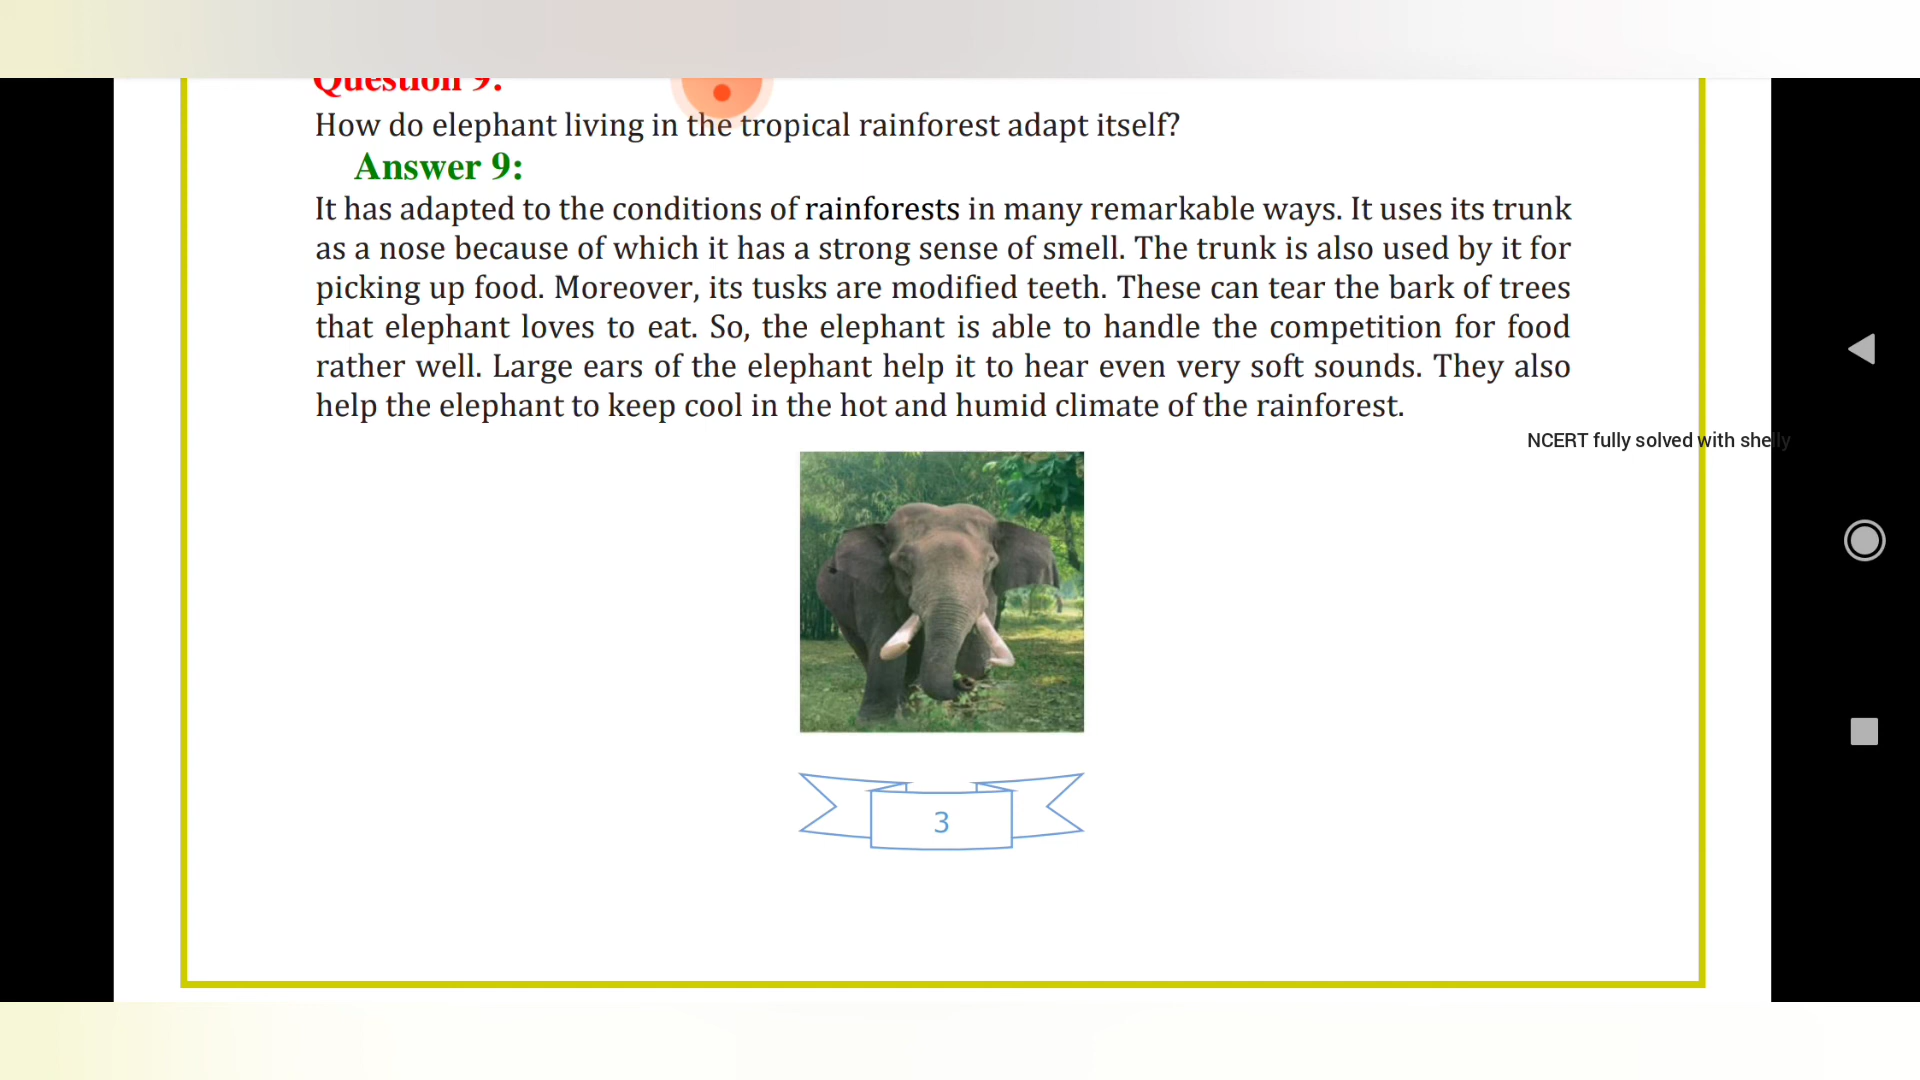 Question 9:
How do elephant living in the tropical rainforest adapt itself?
Answer 9:
It has adapted to the conditions of rainforests in many remarkable ways. It uses its trunk
as a nose because of which it has a strong sense of smell. The trunk is also used by it for
picking up food. Moreover, its tusks are modified teeth. These can tear the bark of trees
that elephant loves to eat. So, the elephant is able to handle the competition for food
rather well. Large ears of the elephant help it to hear even very soft sounds. They also
help the elephant to keep cool in the hot and humid climate of the rainforest.
NCERT fully solved with shelly
3